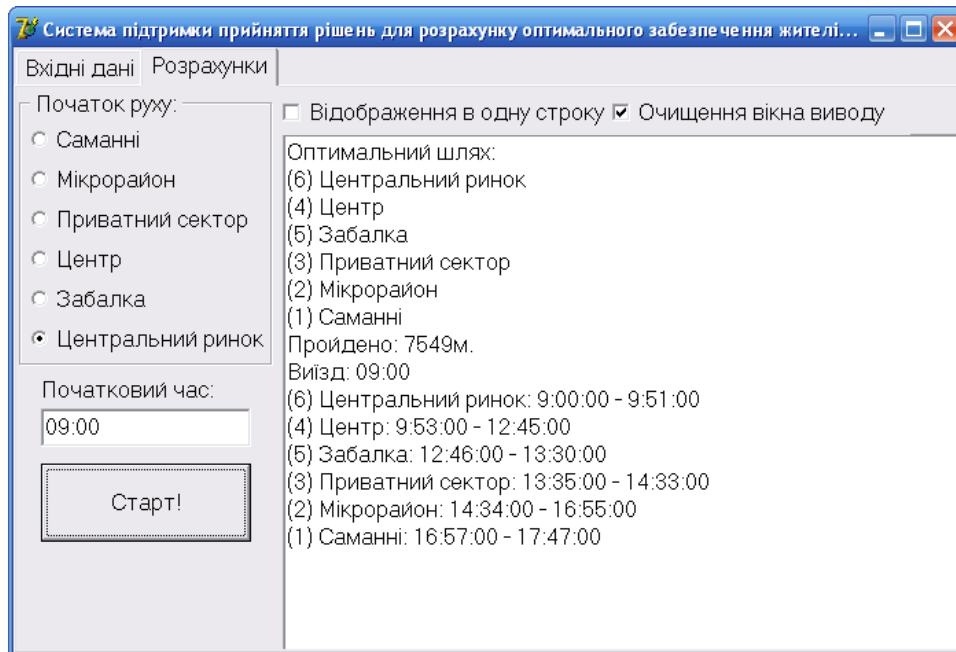 Система підтримки прийняття рішень для розрахунку оптимального забезпечення жителі...
Вхідні дані Розрахунки
Початок руху:
Саманні
Мікрорайон
Приватний сектор
Центр
Забалка
Центральний ринок
Початковий час:
09:00
Старт!
Відображення в одну строку Очищення вікна виводу
Оптимальний шлях:
(6) Центральний ринок
(4) Центр
(5) Забалка
(3) Приватний сектор
(2) Мікрорайон
(1) Саманні
Пройдено: 7549м.
Виїзд: 09:00
(6) Центральний ринок: 9:00:00 - 9:51:00
(4) Центр: 9:53:00 - 12:45:00
(5) Забалка: 12:46:00 - 13:30:00
(3) Приватний сектор: 13:35:00 - 14:33:00
(2) Мікрорайон: 14:34:00 - 16:55:00
(1) Саманні: 16:57:00 - 17:47:00